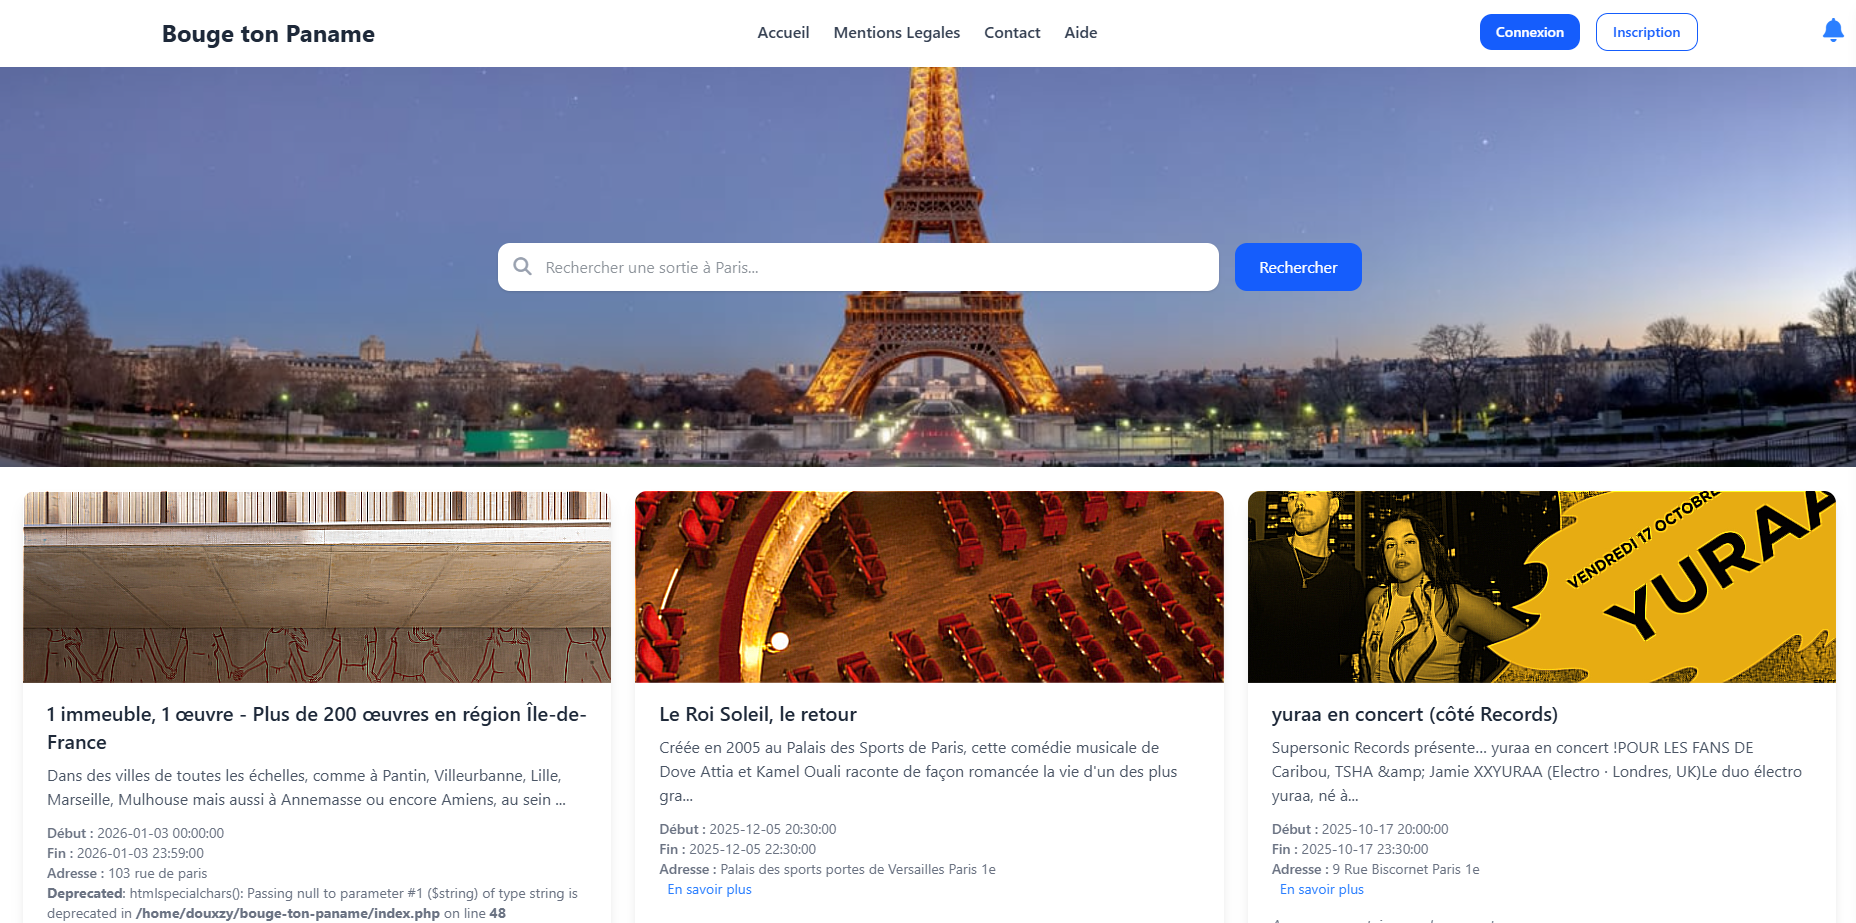 Bouge ton Paname
Accueil Mentions Legales Contact Aide
Connexion Inscription
Rechercher une sortie à Paris...
Rechercher
1 immeuble, 1 œuvre - Plus de 200 œuvres en région Île-de-
France
Dans des villes de toutes les échelles, comme à Pantin, Villeurbanne, Lille,
Marseille, Mulhouse mais aussi à Annemasse ou encore Amiens, au sein ...
Début : 2026-01-03 00:00:00
Fin : 2026-01-03 23:59:00
Adresse : 103 rue de paris
Deprecated: htmlspecialchars(): Passing null to parameter #1 ($string) of type string is
deprecated in /home/douxzy/bouge-ton-paname/index.php on line 48
Le Roi Soleil, le retour
Créée en 2005 au Palais des Sports de Paris, cette comédie musicale de
Dove Attia et Kamel Ouali raconte de façon romancée la vie d'un des plus
gra...
Début : 2025-12-05 20:30:00
Fin : 2025-12-05 22:30:00
Adresse : Palais des sports portes de Versailles Paris 1e
En savoir plus
VENDREDI 17 OCTOBRE
YURAA
yuraa en concert (côté Records)
Supersonic Records présente... yuraa en concert !POUR LES FANS DE
Caribou, TSHA &amp; Jamie XXYURAA (Electro · Londres, UK)Le duo électro
yuraa, né à...
Début : 2025-10-17 20:00:00
Fin : 2025-10-17 23:30:00
Adresse : 9 Rue Biscornet Paris 1e
En savoir plus